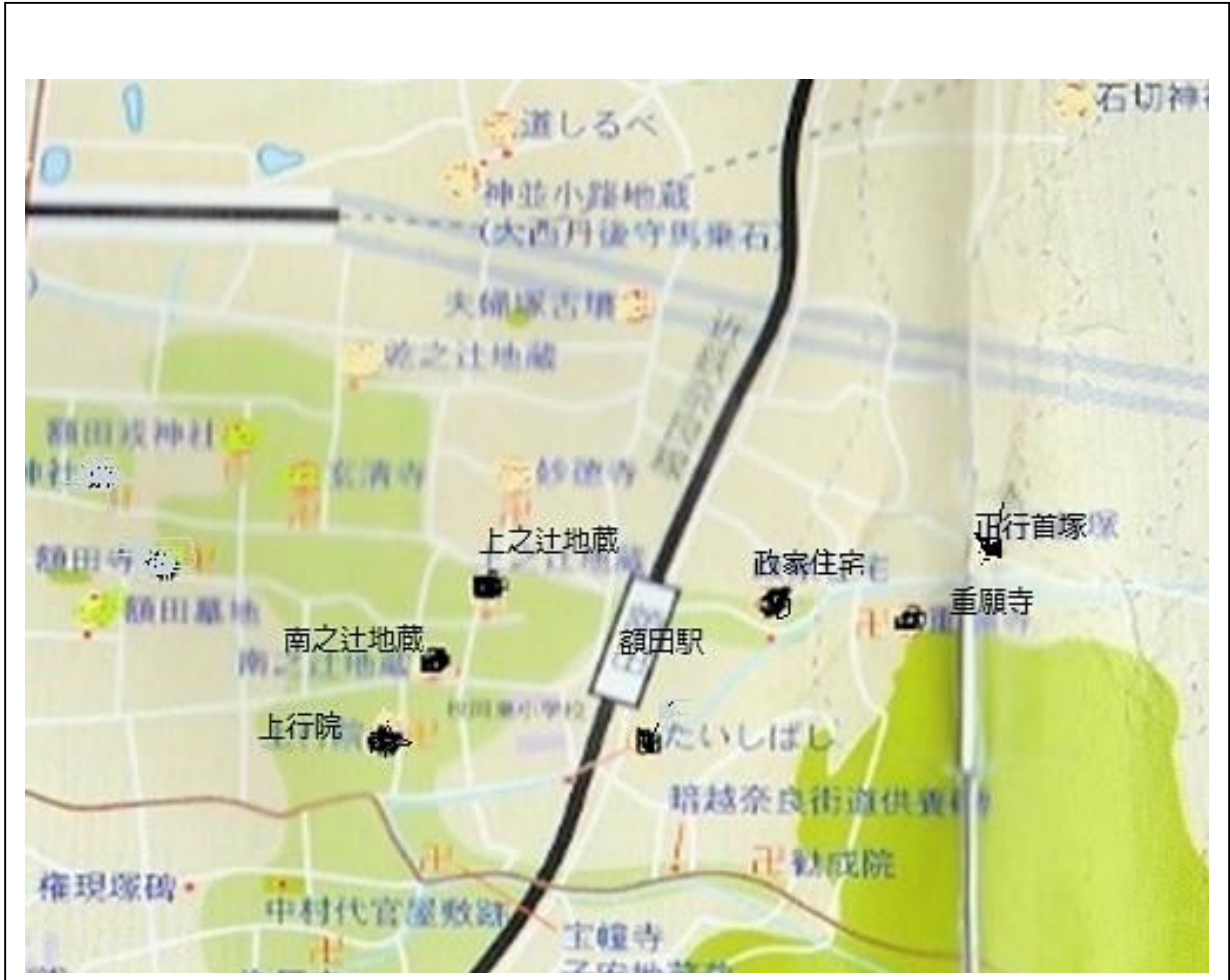 道しるべ
石切神
神並小路地蔵
(大西丹後守馬乗石)
夫婦塚古墳
乾之辻地蔵
額田戎神社
神社
玄清寺
妙徳寺
額田寺
上之辻地蔵
政家住宅
正行首塚
重願寺
額田墓地
南之辻地蔵
額田駅
上行院
たいしばし
暗越奈良街道供養
勧成院
権現塚碑
中村代官屋敷跡
宝幢寺